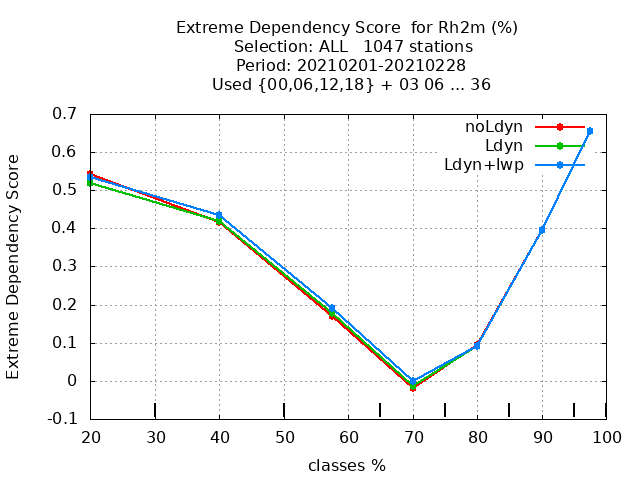 Extreme Dependency Score  for Rh2m (%)
Selection: ALL   1047 stations
Period: 20210201-20210228
Used {00,06,12,18} + 03 06 ... 36
noLdyn
Ldyn
Ldyn+lwp
Extreme Dependency Score
0.7
0.6
0.5
0.4
0.3
0.2
0.1
0
-0.1
20 30 40 50 60 70 80 90 100
classes %